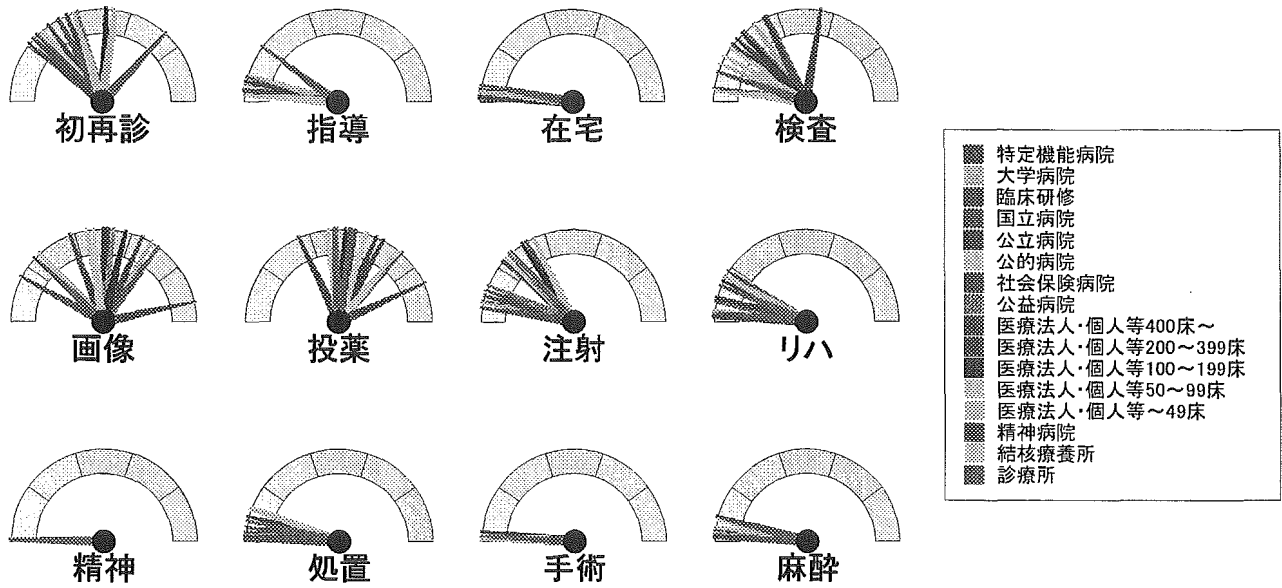 初再診
指導
在宅
検査
画像
投薬
注射
リハ
精神
処置
手術
麻酔
特定機能病院
大学病院
臨床研修
国立病院
公立病院
公的病院
社会保険病院
公益病院
医療法人・個人等400床～
医療法人・個人等200～399床
医療法人・個人等100～199床
医療法人・個人等50～99床
医療法人・個人等～49床
精神病院
結核療養所
診療所